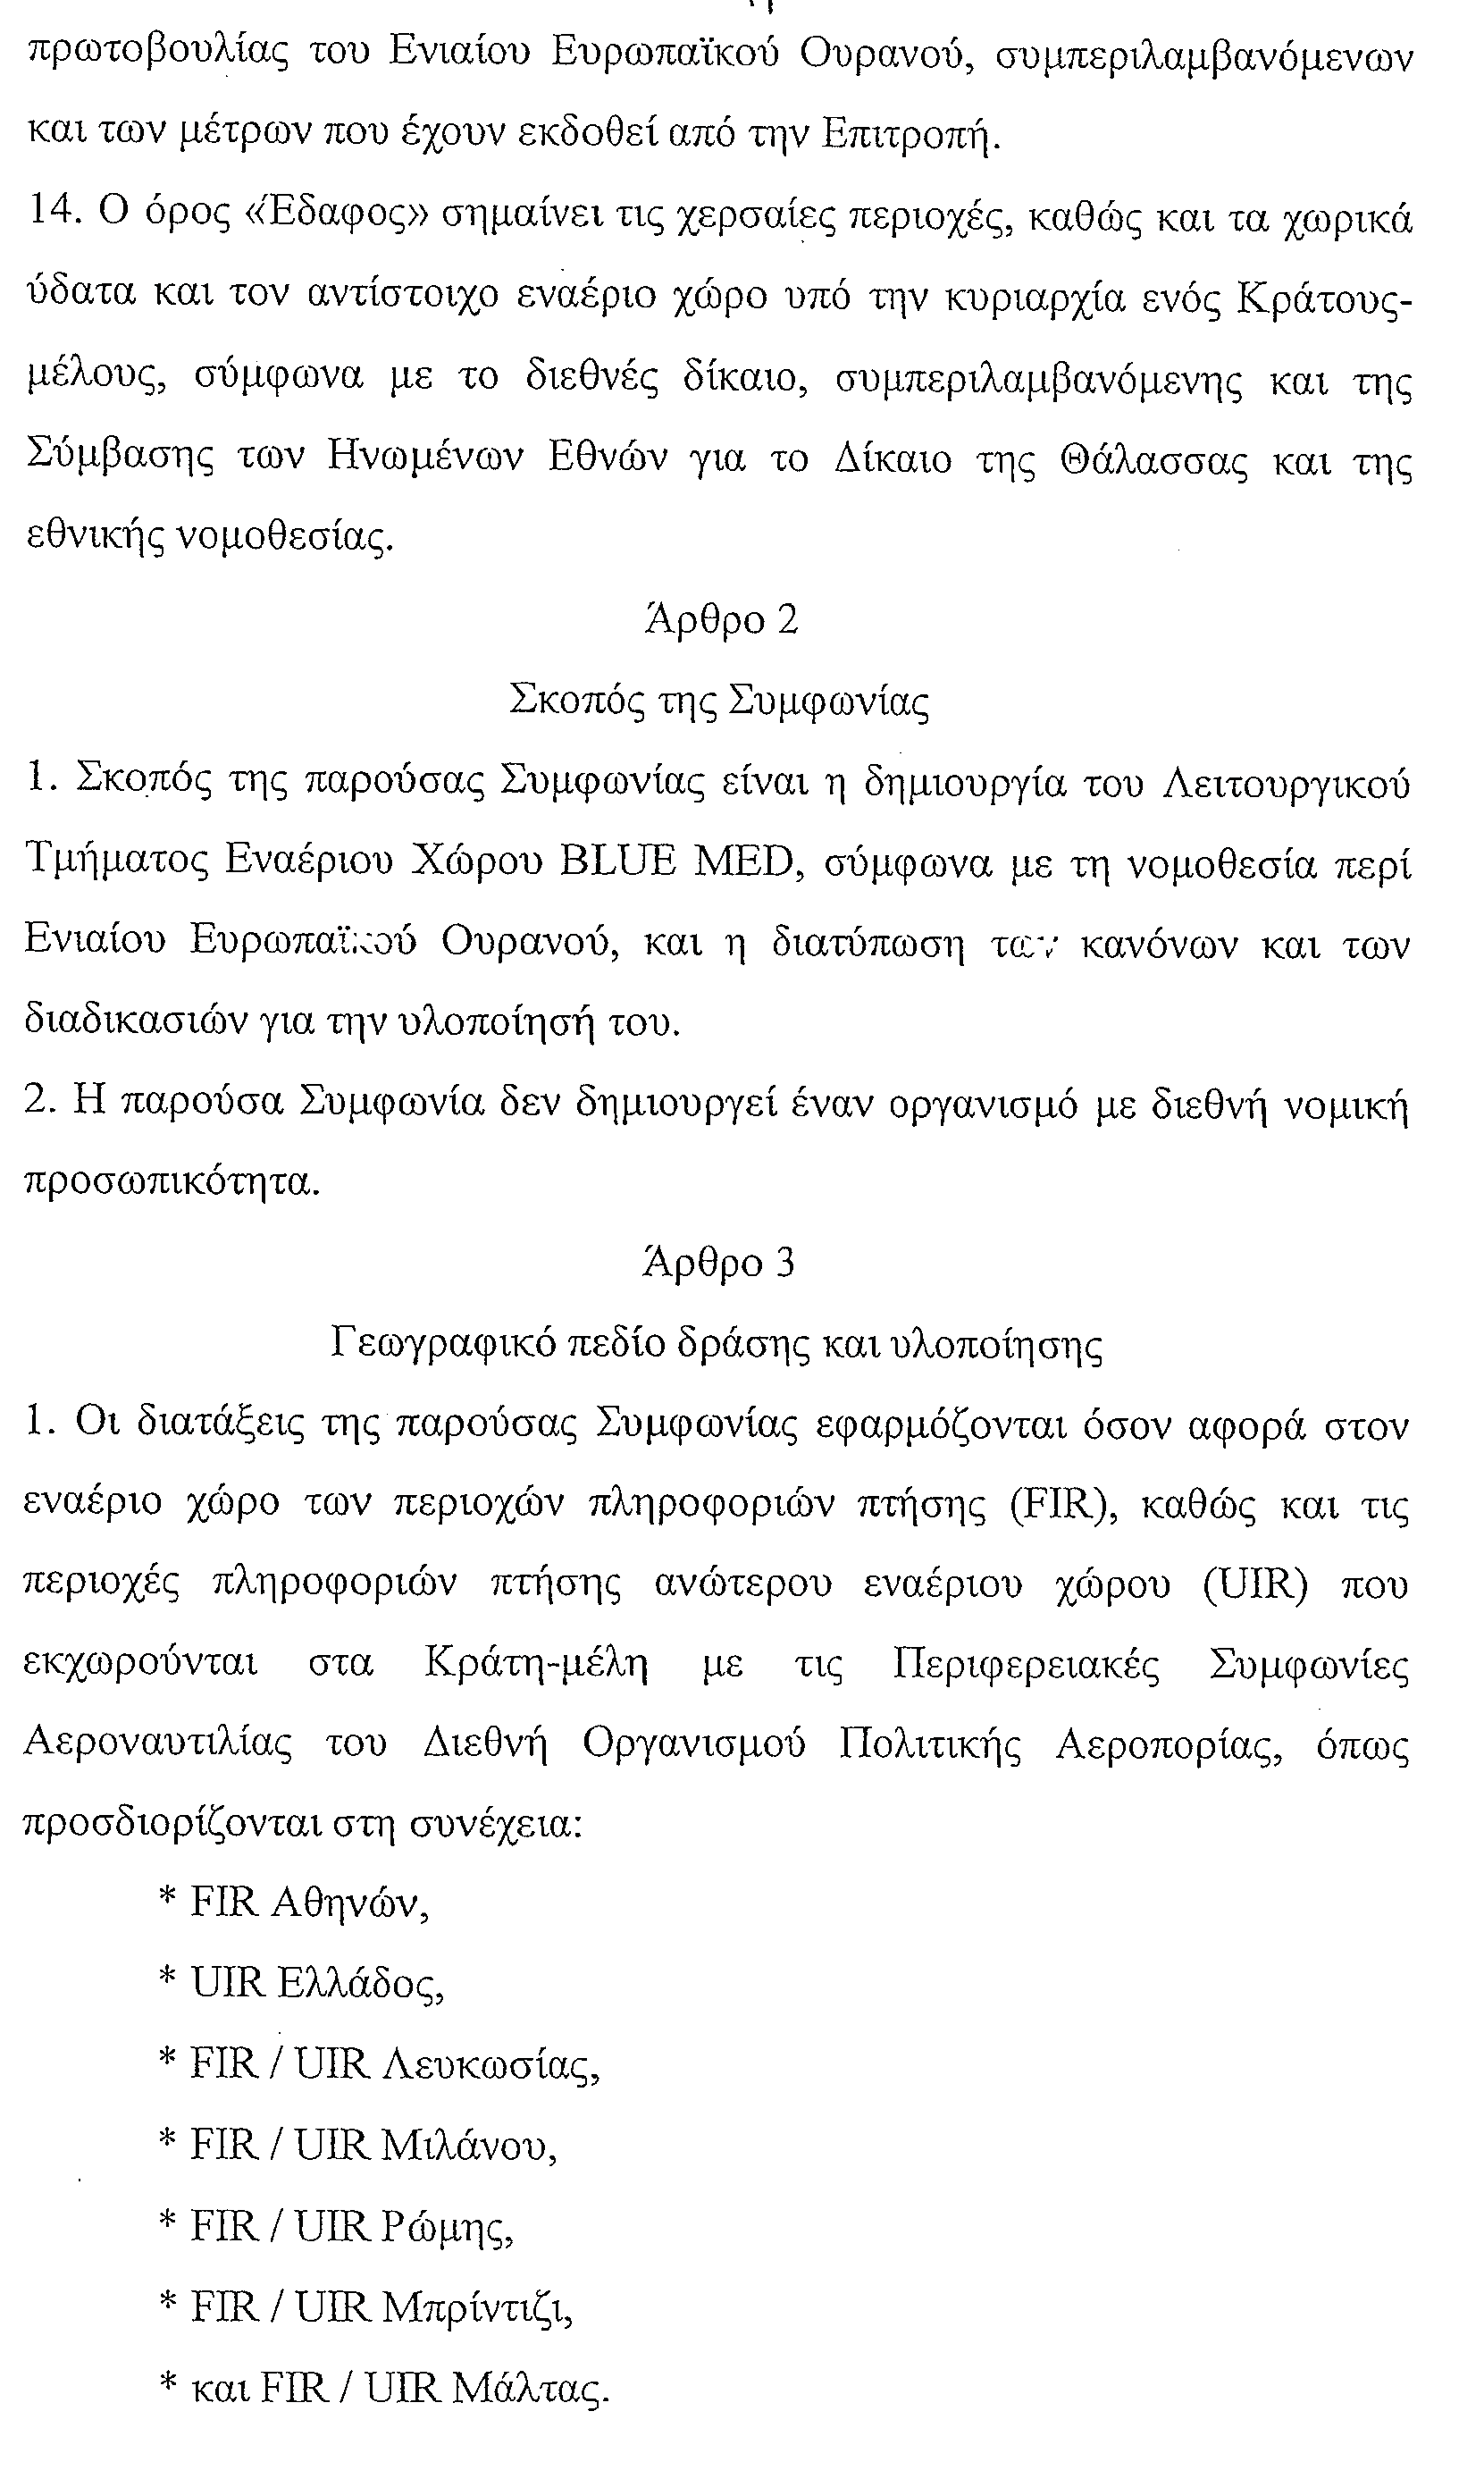 πρωτοβουλίας του Ενιαίου Ευρωπαϊκού Ουρανού, συμπεριλαμβανόμενων
και των μέτρων που έχουν εκδοθεί από την Επιτροπή.
14. Ο όρος «Έδαφος» σημαίνει τις χερσαίες περιοχές, καθώς και τα χωρικά
ύδατα και τον αντίστοιχο εναέριο χώρο υπό την κυριαρχία ενός Κράτους-
μέλους, σύμφωνα με το διεθνές δίκαιο, συμπεριλαμβανόμενης και της
Σύμβασης των Ηνωμένων Εθνών για το Δίκαιο της Θάλασσας και της
εθνικής νομοθεσίας.
Άρθρο 2
Σκοπός της Συμφωνίας
1. Σκοπός της παρούσας Συμφωνίας είναι η δημιουργία του Λειτουργικού
Τμήματος Εναέριου Χώρου BLUE MED, σύμφωνα με τη νομοθεσία περί
Ενιαίου Ευρωπαϊκού Ουρανού, και η διατύπωση των κανόνων και των
διαδικασιών για την υλοποίησή του.
2. Η παρούσα Συμφωνία δεν δημιουργεί έναν οργανισμό με διεθνή νομική
προσωπικότητα.
Άρθρο 3
Γεωγραφικό πεδίο δράσης και υλοποίησης
1. Οι διατάξεις της παρούσας Συμφωνίας εφαρμόζονται όσον αφορά στον
εναέριο χώρο των περιοχών πληροφοριών πτήσης (FIR), καθώς και τις
περιοχές πληροφοριών πτήσης ανώτερου εναέριου χώρου (UIR) που
εκχωρούνται στα Κράτη-μέλη με τις Περιφερειακές Συμφωνίες
Αεροναυτιλίας του Διεθνή Οργανισμού Πολιτικής Αεροπορίας, όπως
προσδιορίζονται στη συνέχεια:
* FIR Αθηνών,
* UIR Ελλάδος,
* FIR / UIR Λευκωσίας,
* FIR / UIR Μιλάνου,
* FIR / UIR Ρώμης,
* FIR / UIR Μπρίντιζι,
* και FIR / UIR Μάλτας.